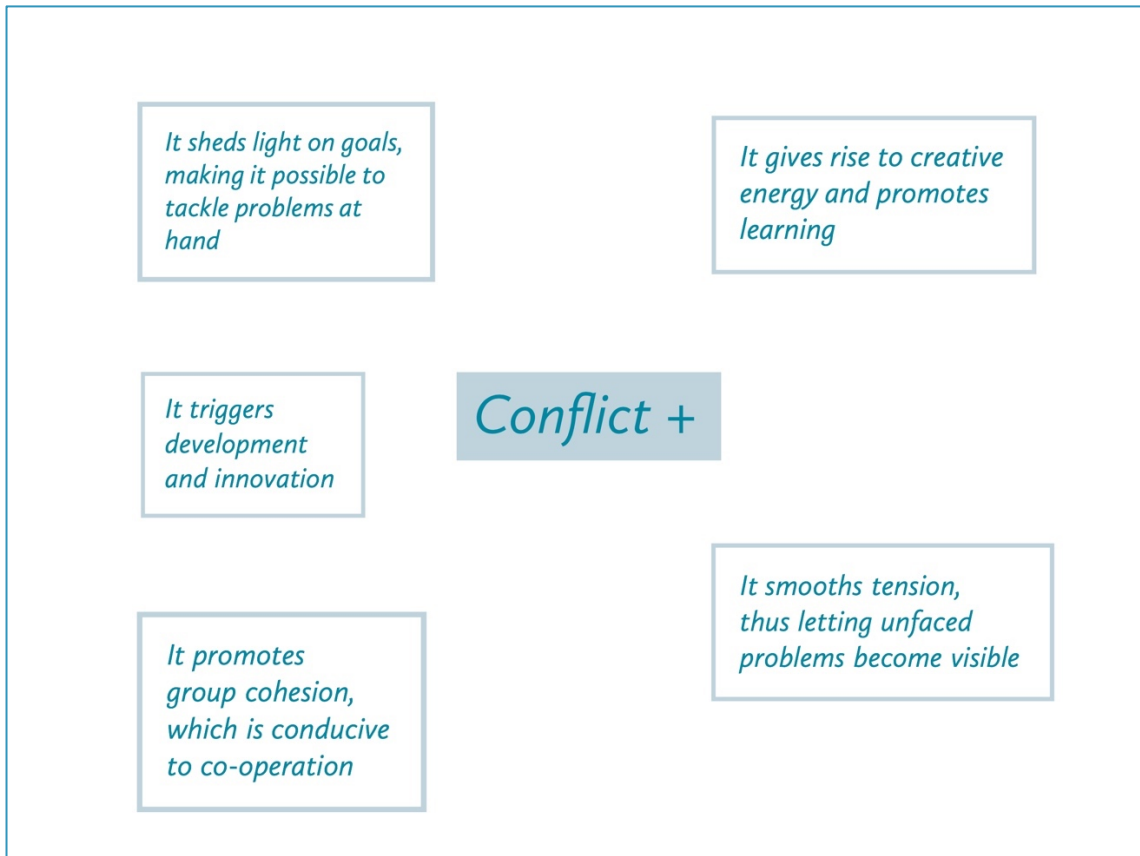 It sheds light on goals,
making it possible to
tackle problems at
hand
It gives rise to creative
energy and promotes
learning
It triggers
development
and innovation
Conflict +
It smooths tension,
thus letting unfaced
problems become visible
It promotes
group cohesion,
which is conducive
to co-operation